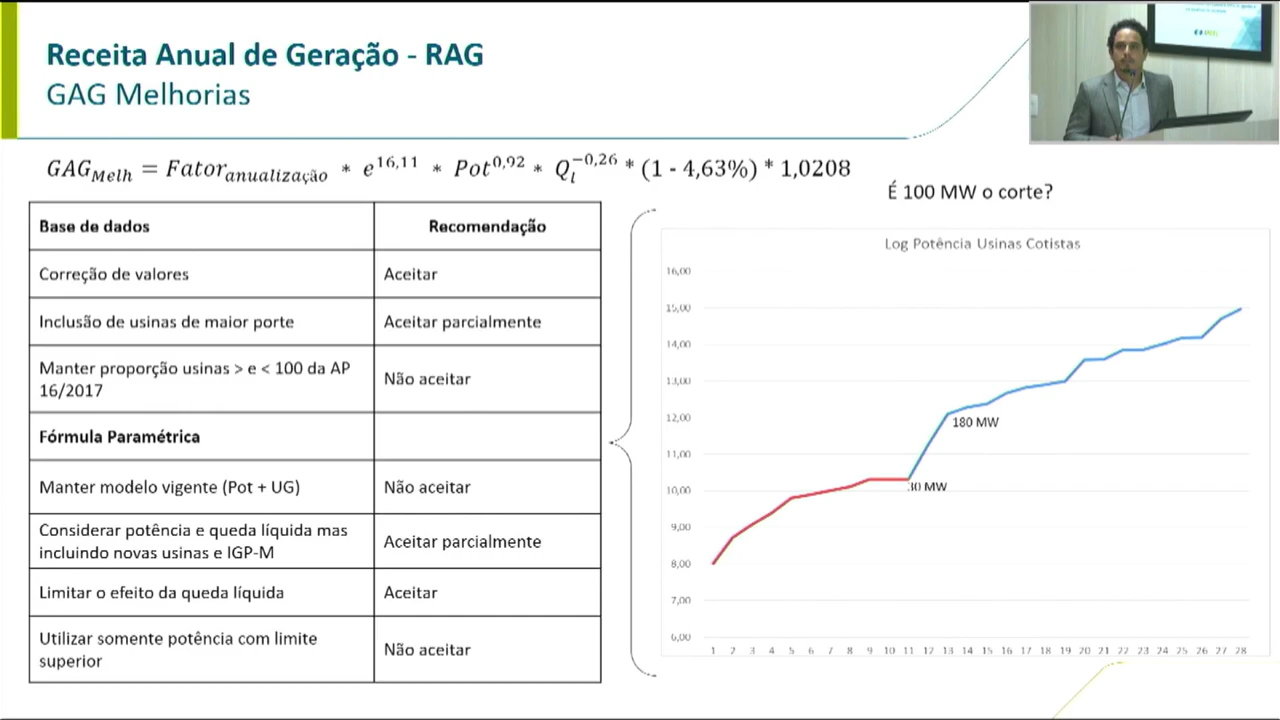 Receita Anual de Geração - RAG
GAG Melhorias
GAG_Melh = Fator_anualização * e^16,11 * Pot^0,92 * Q_l^-0,26 * (1 - 4,63%) * 1,0208
É 100 MW o corte?
Base de dados Recomendação
Correção de valores Aceitar
Inclusão de usinas de maior porte Aceitar parcialmente
Manter proporção usinas > e < 100 da AP
16/2017 Não aceitar
Fórmula Paramétrica
Manter modelo vigente (Pot + UG) Não aceitar
Considerar potência e queda líquida mas
incluindo novas usinas e IGP-M Aceitar parcialmente
Limitar o efeito da queda líquida Aceitar
Utilizar somente potência com limite
superior Não aceitar
Log Potência Usinas Cotistas
16,00
15,00
14,00
13,00
12,00
11,00
10,00
9,00
8,00
7,00
6,00
180 MW
30 MW
1 2 3 4 5 6 7 8 9 10 11 12 13 14 15 16 17 18 19 20 21 22 23 24 25 26 27 28